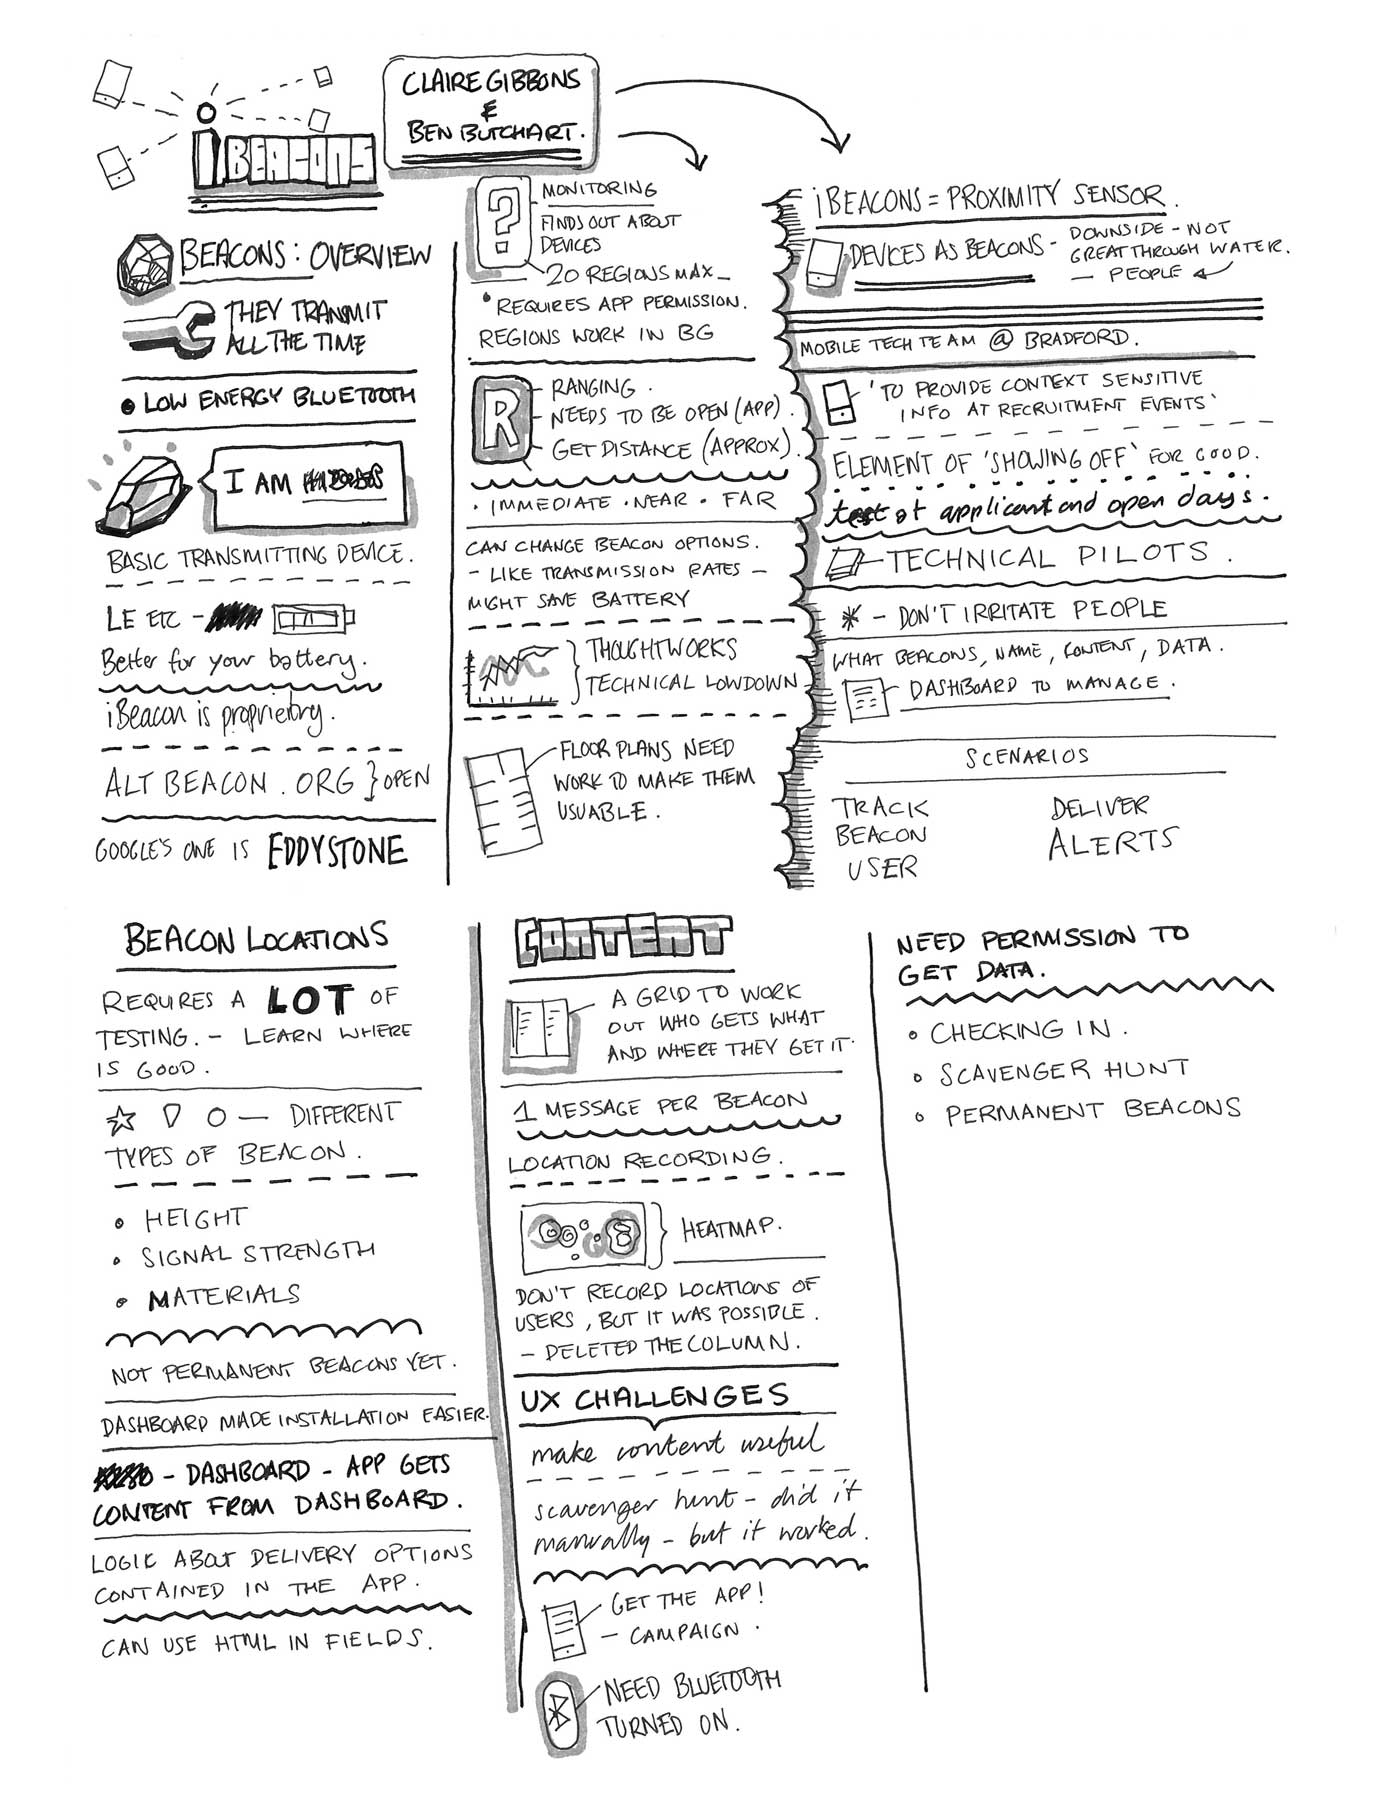 iBEACONS
CLAIRE GIBBONS
&
BEN BUTCHART.
BEACONS: OVERVIEW
THEY TRANSMIT
ALL THE TIME
• LOW ENERGY BLUETOOTH
I AM
BASIC TRANSMITTING DEVICE.
LE ETC -
Better for your battery.
iBeacon is proprietry.
ALT BEACON. ORG } OPEN
GOOGLE'S ONE IS EDDYSTONE
?
MONITORING
FINDS OUT ABOUT
DEVICES
20 REGIONS MAX -
• REQUIRES APP PERMISSION.
REGIONS WORK IN BG
R
RANGING.
NEEDS TO BE OPEN (APP).
GET DISTANCE (APPROX).
• IMMEDIATE • NEAR • FAR
CAN CHANGE BEACON OPTIONS.
- LIKE TRANSMISSION RATES -
MIGHT SAVE BATTERY
THOUGHTWORKS
TECHNICAL LOWDOWN
FLOOR PLANS NEED
WORK TO MAKE THEM
USUABLE.
iBEACONS = PROXIMITY SENSOR.
DEVICES AS BEACONS - DOWNSIDE - NOT
GREAT THROUGH WATER.
- PEOPLE
MOBILE TECH TEAM @ BRADFORD.
'TO PROVIDE CONTEXT SENSITIVE
INFO AT RECRUITMENT EVENTS'
ELEMENT OF 'SHOWING OFF' FOR GOOD.
test at applicant and open days.
TECHNICAL PILOTS.
* - DON'T IRRITATE PEOPLE
WHAT BEACONS, NAME, CONTENT, DATA.
DASHBOARD TO MANAGE.
SCENARIOS
TRACK
BEACON
USER
DELIVER
ALERTS
BEACON LOCATIONS
REQUIRES A LOT OF
TESTING. - LEARN WHERE
IS GOOD.
- DIFFERENT
TYPES OF BEACON.
• HEIGHT
• SIGNAL STRENGTH
• MATERIALS
NOT PERMANENT BEACONS YET.
DASHBOARD MADE INSTALLATION EASIER.
- DASHBOARD - APP GETS
CONTENT FROM DASHBOARD.
LOGIC ABOUT DELIVERY OPTIONS
CONTAINED IN THE APP.
CAN USE HTML IN FIELDS.
CONTENT
A GRID TO WORK
OUT WHO GETS WHAT
AND WHERE THEY GET IT.
1 MESSAGE PER BEACON
LOCATION RECORDING.
HEATMAP.
DON'T RECORD LOCATIONS OF
USERS, BUT IT WAS POSSIBLE.
- DELETED THE COLUMN.
UX CHALLENGES
make content useful
scavenger hunt - did it
manually - but it worked.
GET THE APP!
- CAMPAIGN.
NEED BLUETOOTH
TURNED ON.
NEED PERMISSION TO
GET DATA.
• CHECKING IN.
• SCAVENGER HUNT
• PERMANENT BEACONS